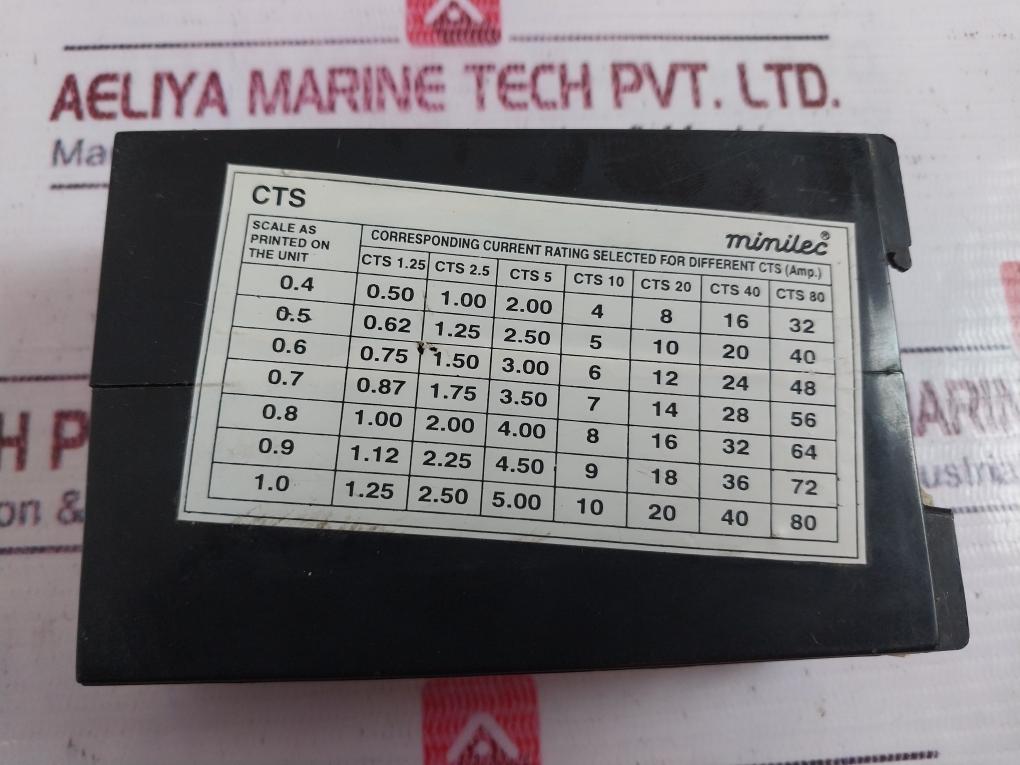 AELIYA MARINE TECH PVT. LTD.
CTS
minilec®
SCALE AS PRINTED ON THE UNIT
CORRESPONDING CURRENT RATING SELECTED FOR DIFFERENT CTS (Amp.)
CTS 1.25 CTS 2.5 CTS 5 CTS 10 CTS 20 CTS 40 CTS 80
0.4 0.50 1.00 2.00 4 8 16 32
0.5 0.62 1.25 2.50 5 10 20 40
0.6 0.75 1.50 3.00 6 12 24 48
0.7 0.87 1.75 3.50 7 14 28 56
0.8 1.00 2.00 4.00 8 16 32 64
0.9 1.12 2.25 4.50 9 18 36 72
1.0 1.25 2.50 5.00 10 20 40 80
H P
ARIN
on &
ustria